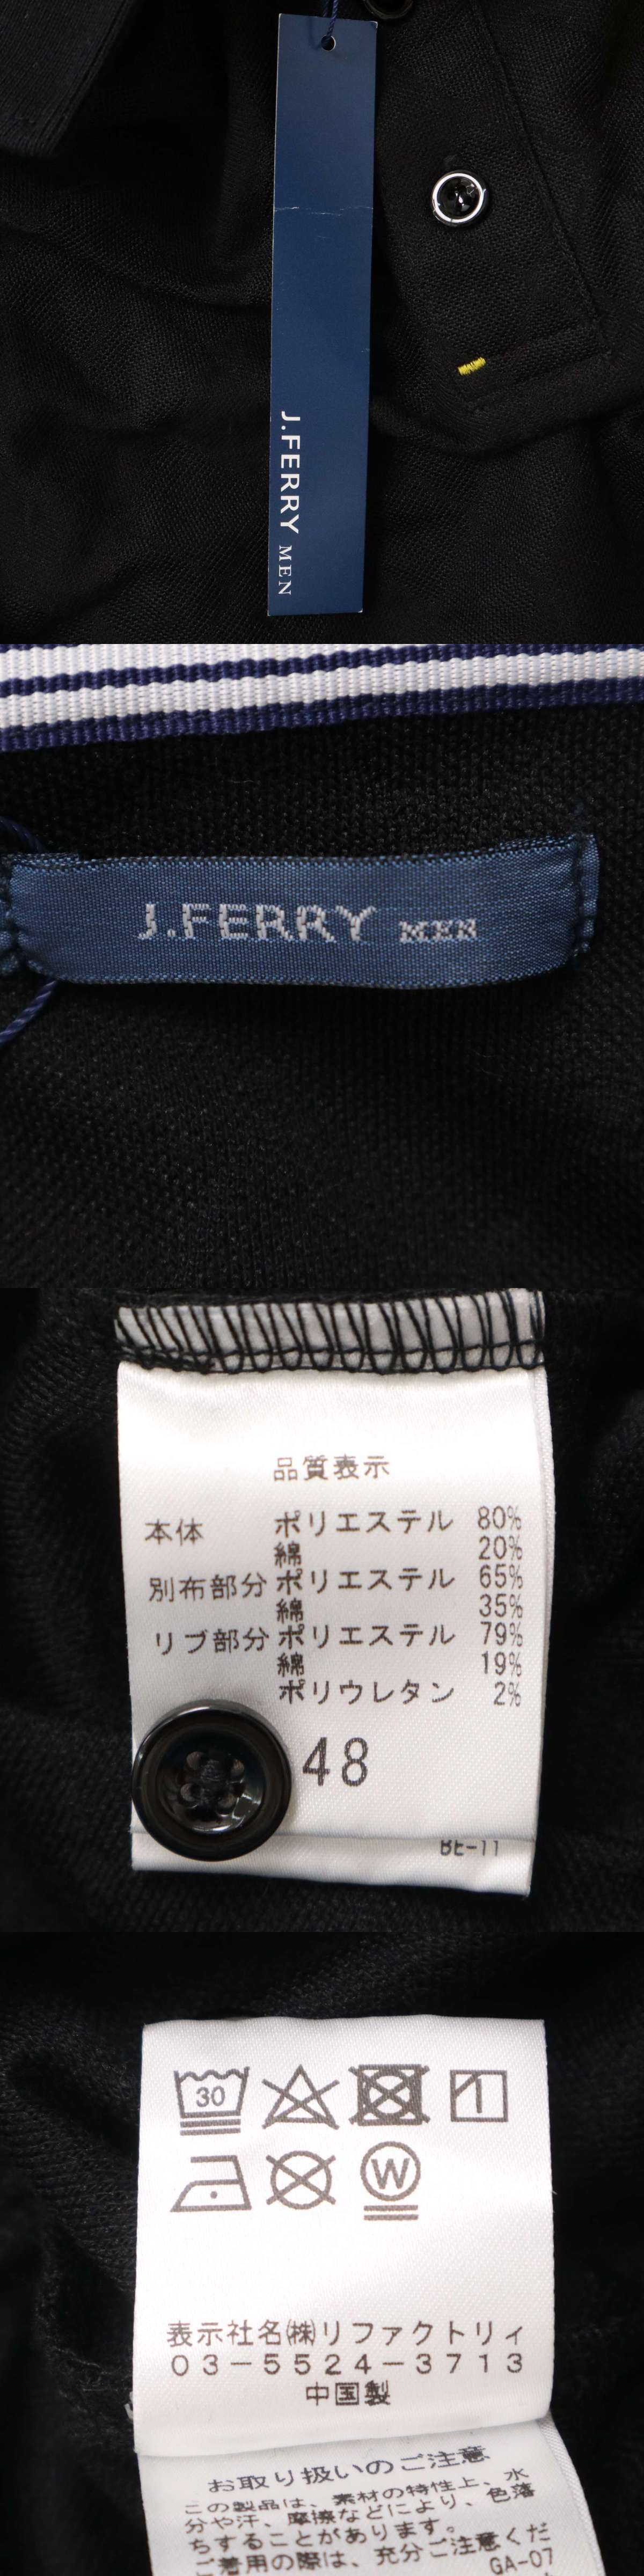 J.FERRY MEN
J.FERRY MEN
品質表示
本体 ポリエステル 80%
綿 20%
別布部分 ポリエステル 65%
綿 35%
リブ部分 ポリエステル 79%
綿 19%
ポリウレタン 2%
48
BE-11
30
W
表示社名㈱リファクトリィ
03-5524-3713
中国製
お取り扱いのご注意
この製品は、素材の特性上、水
分や汗、摩擦などにより、色落
ちすることがあります。
ご着用の際は、充分ご注意くだ
GA-07